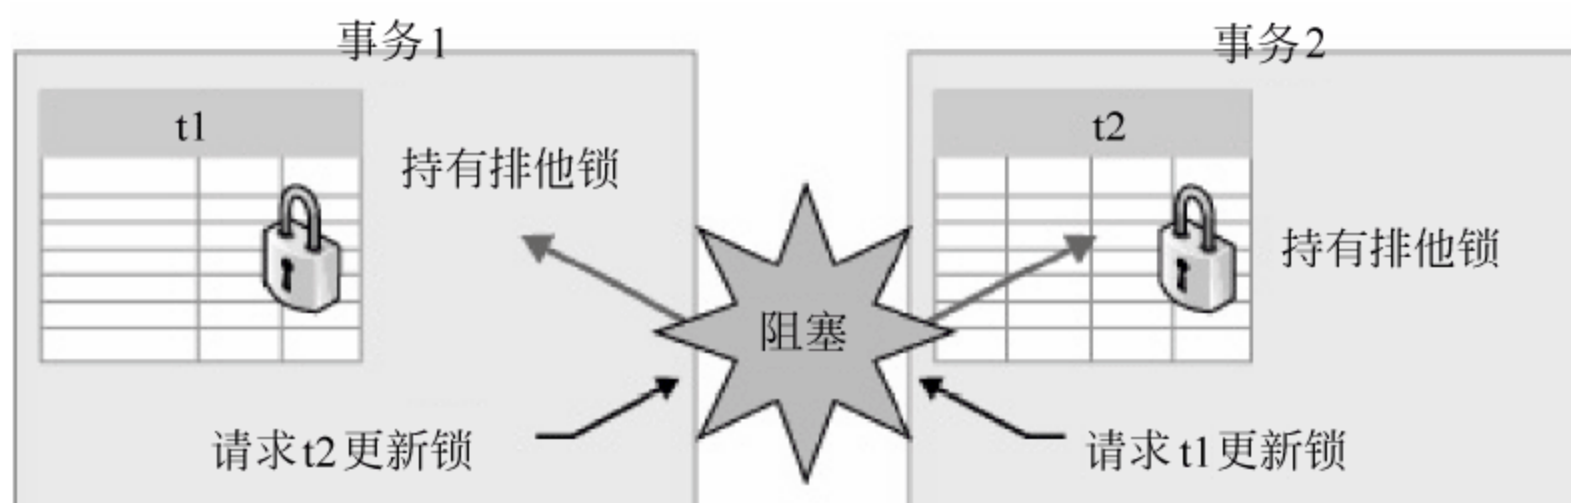 事务1
事务2
t1
t2
持有排他锁
持有排他锁
阻塞
请求t2更新锁
请求t1更新锁